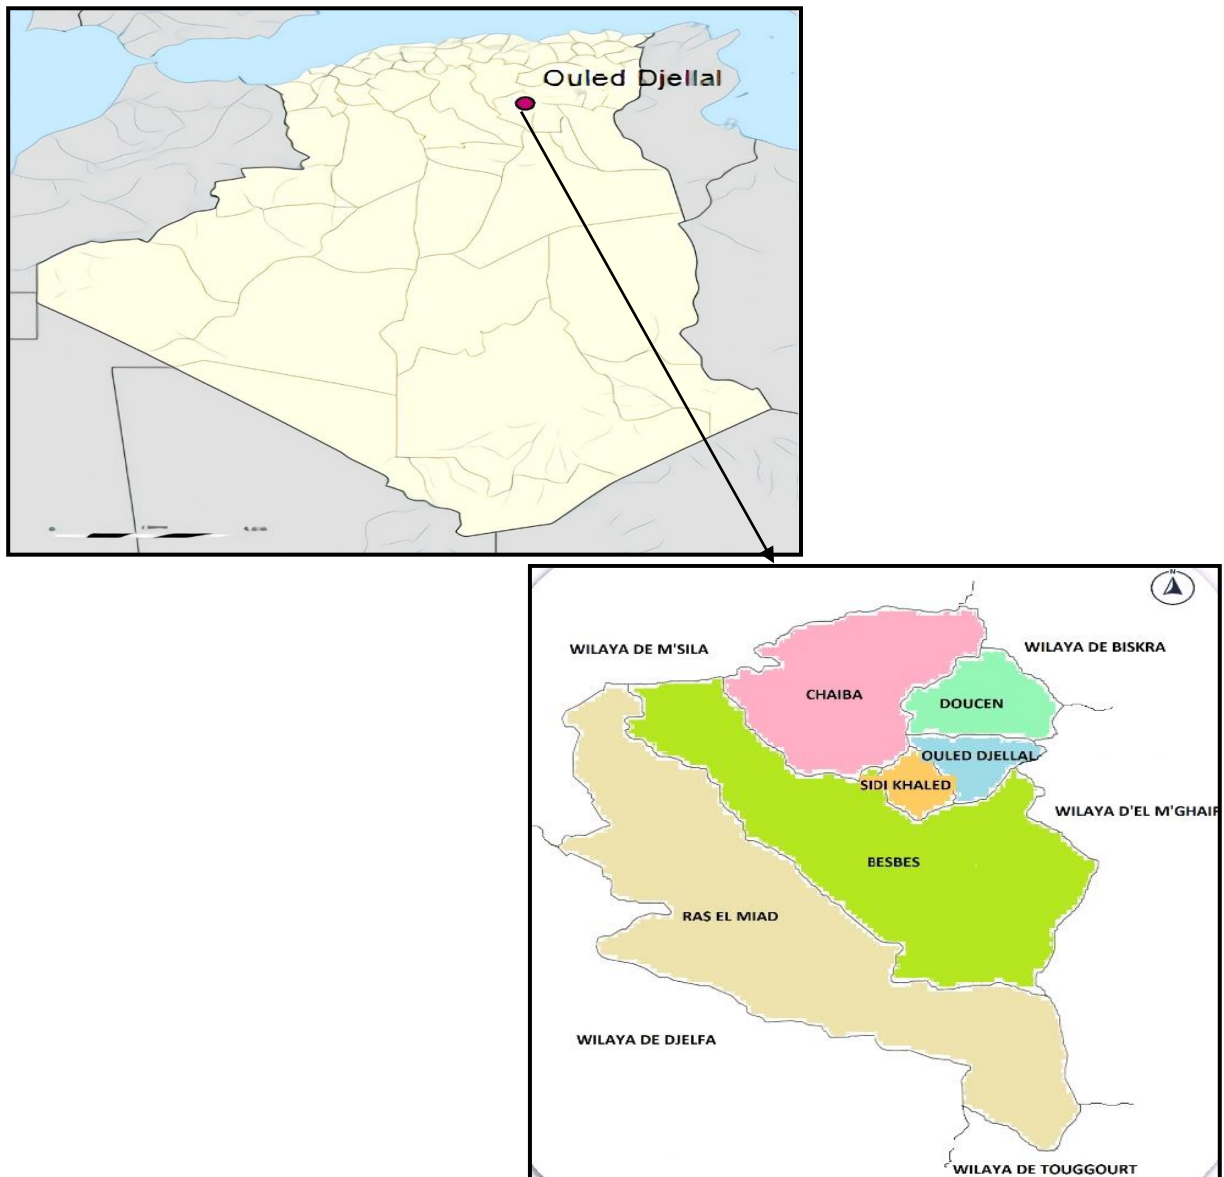 Ouled Djellal
0
N
WILAYA DE M'SILA
WILAYA DE BISKRA
CHAIBA
DOUCEN
OULED DJELLAL
SIDI KHALED
WILAYA D'EL M'GHAIR
BESBES
RAS EL MIAD
WILAYA DE DJELFA
WILAYA DE TOUGGOURT